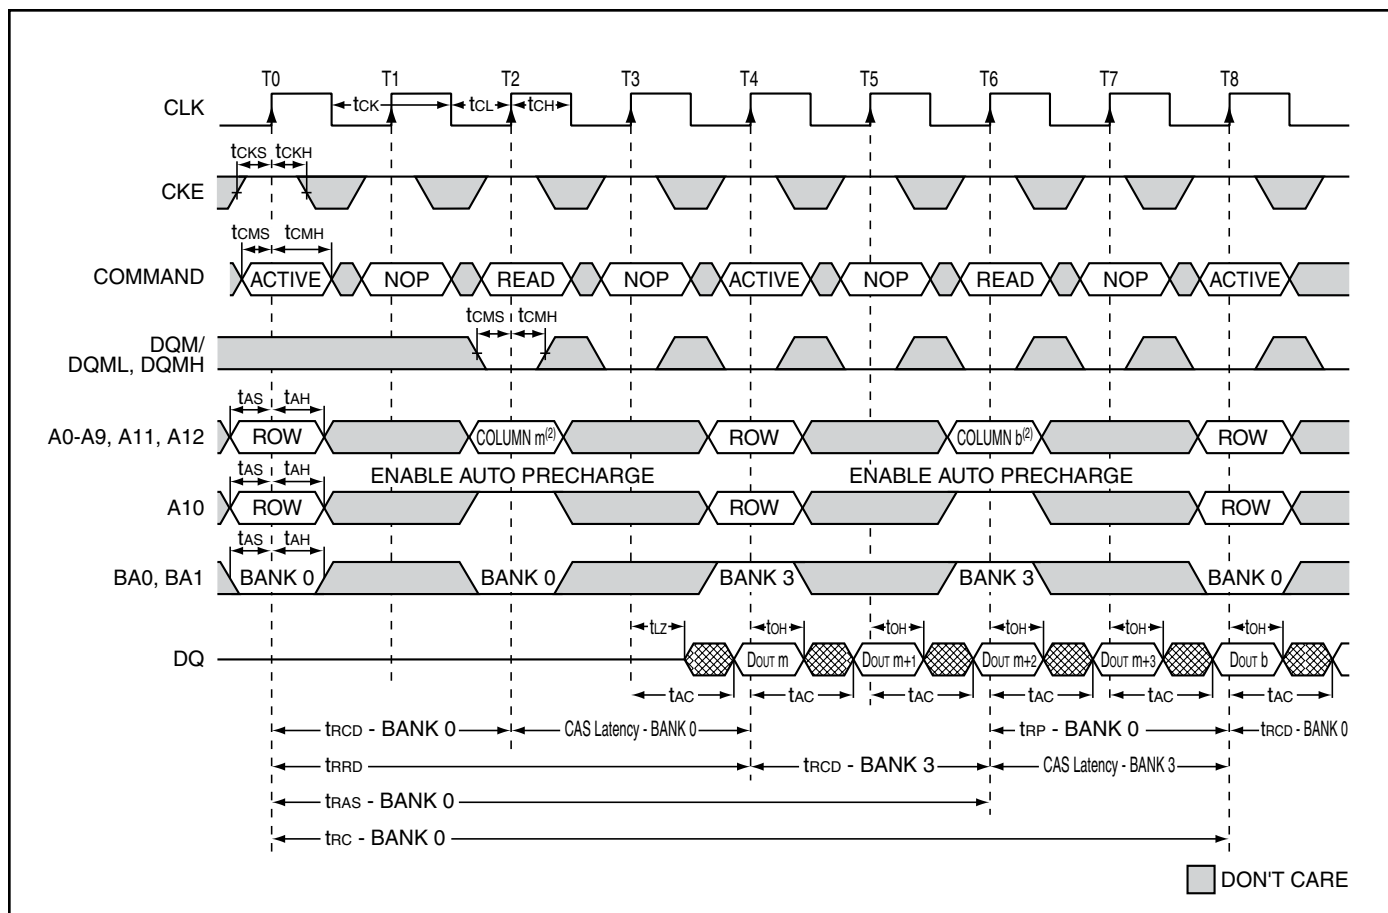 T0 T1 T2 T3 T4 T5 T6 T7 T8
CLK tCK tCL tCH
tCKS tCKH
CKE
tCMS tCMH
COMMAND ACTIVE NOP READ NOP ACTIVE NOP READ NOP ACTIVE
tCMS tCMH
DQM/
DQML, DQMH
tAS tAH
A0-A9, A11, A12 ROW COLUMN m(2) ROW COLUMN b(2) ROW
tAS tAH ENABLE AUTO PRECHARGE ENABLE AUTO PRECHARGE
A10 ROW ROW ROW
tAS tAH
BA0, BA1 BANK 0 BANK 0 BANK 3 BANK 3 BANK 0
tLZ tOH tOH tOH tOH tOH
DQ DOUT m DOUT m+1 DOUT m+2 DOUT m+3 DOUT b
tAC tAC tAC tAC tAC tAC
tRCD - BANK 0 CAS Latency - BANK 0 tRP - BANK 0 tRCD - BANK 0
tRRD tRCD - BANK 3 CAS Latency - BANK 3
tRAS - BANK 0
tRC - BANK 0
DON'T CARE